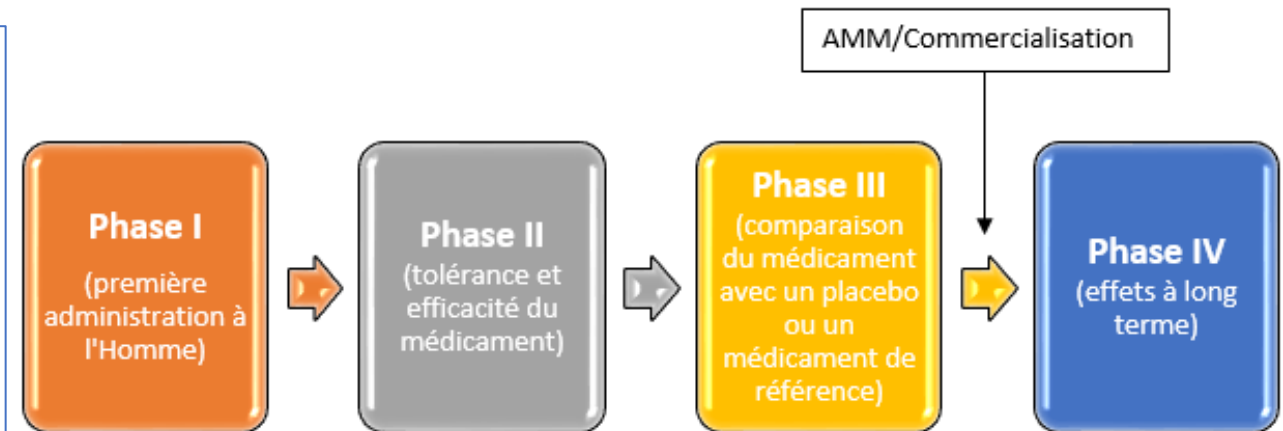 AMM/Commercialisation
Phase I
(première
administration à
l'Homme)
Phase II
(tolérance et
efficacité du
médicament)
Phase III
(comparaison
du médicament
avec un placebo
ou un
médicament de
référence)
Phase IV
(effets à long
terme)